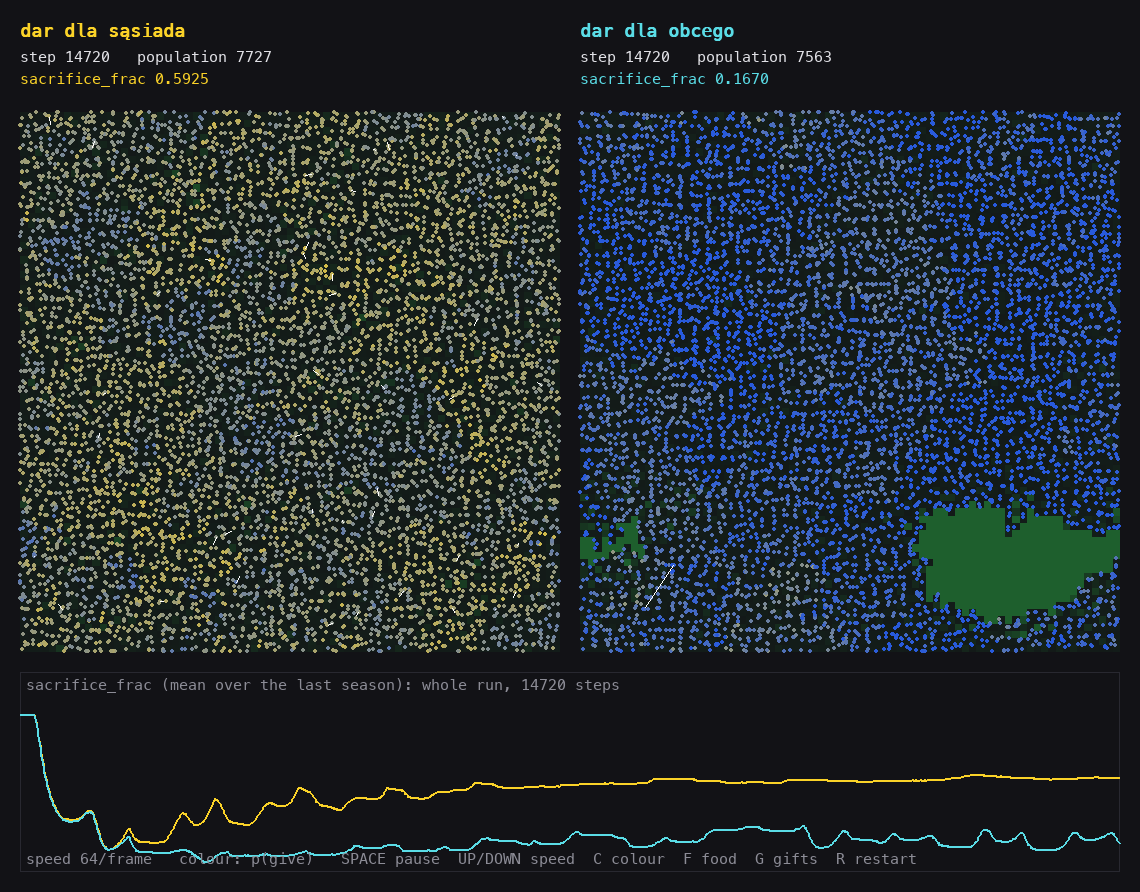 dar dla sąsiada
step 14720 population 7727
sacrifice_frac 0.5925
dar dla obcego
step 14720 population 7563
sacrifice_frac 0.1670
sacrifice_frac (mean over the last season): whole run, 14720 steps
speed 64/frame colour: p(give) SPACE pause UP/DOWN speed C colour F food G gifts R restart